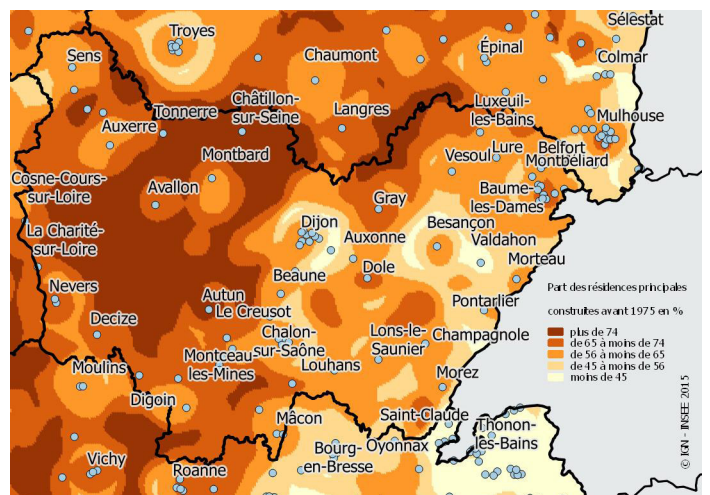 Sélestat
Troyes
Épinal
Sens
Chaumont
Colmar
Châtillon-
sur-Seine
Luxeuil-
les-Bains
Tonnerre
Langres
Mulhouse
Auxerre
Montbard
Vesoul
Lure
Belfort
Montbéliard
Cosne-Cours-
sur-Loire
Avallon
Gray
Baume-
les-Dames
La Charité-
sur-Loire
Dijon
Auxonne
Besançon
Valdahon
Morteau
Beaune
Dole
Nevers
Autun
Le Creusot
Pontarlier
Decize
Chalon-
sur-Saône
Lons-le-
Saunier
Champagnole
Moulins
Montceau
les-Mines
Louhans
Morez
Digoin
Mâcon
Saint-Claude
Thonon-
les-Bains
Vichy
Roanne
Bourg-
en-Bresse
Oyonnax
Part des résidences principales
construites avant 1975 en %
plus de 74
de 65 à moins de 74
de 56 à moins de 65
de 45 à moins de 56
moins de 45
© IGN - INSEE 2015